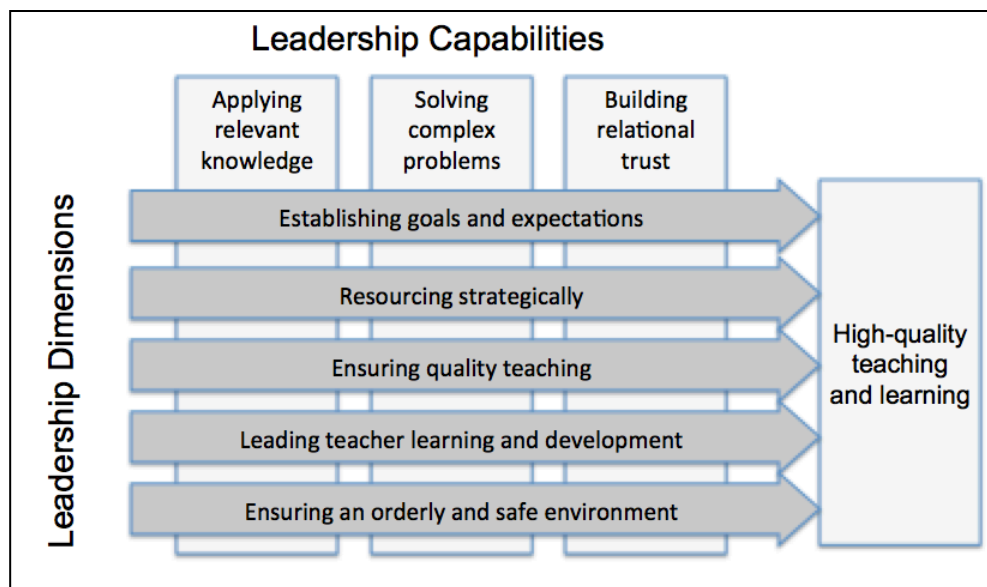 Leadership Capabilities
Applying
relevant
knowledge
Solving
complex
problems
Building
relational
trust
Leadership Dimensions
Establishing goals and expectations
Resourcing strategically
Ensuring quality teaching
Leading teacher learning and development
Ensuring an orderly and safe environment
High-quality
teaching
and learning